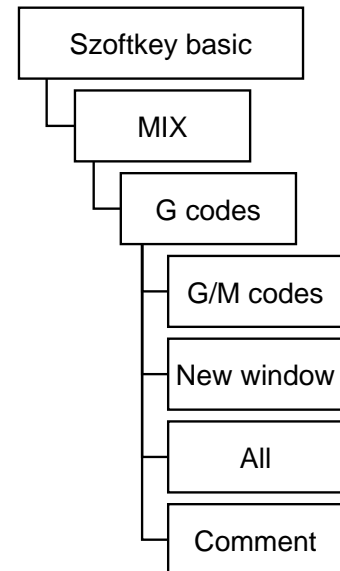 Szoftkey basic
MIX
G codes
G/M codes
New window
All
Comment